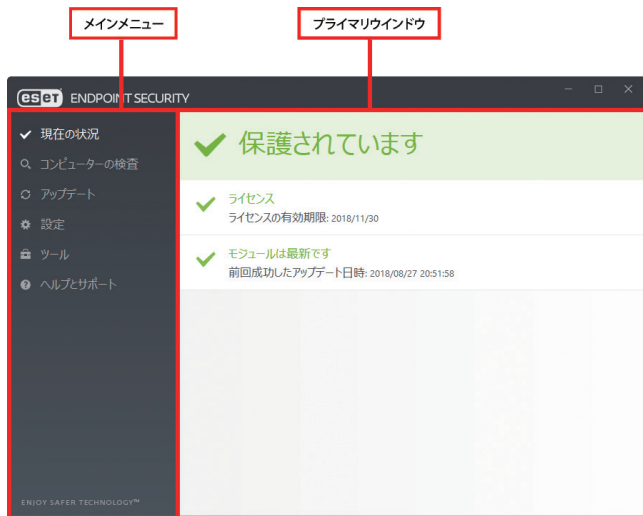 メインメニュー
プライマリウインドウ
eseT ENDPOINT SECURITY
現在の状況
コンピューターの検査
アップデート
設定
ツール
ヘルプとサポート
ENJOY SAFER TECHNOLOGY™
保護されています
ライセンス
ライセンスの有効期限: 2018/11/30
モジュールは最新です
前回成功したアップデート日時: 2018/08/27 20:51:58